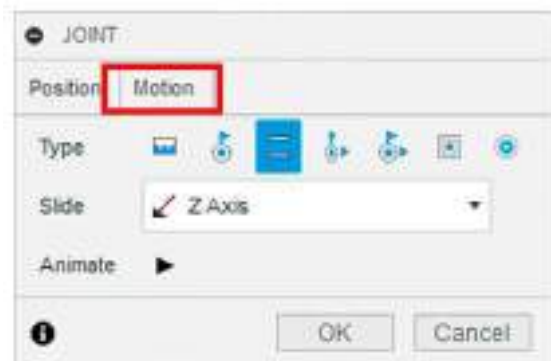 JOINT
Position Motion
Type
Slide Z Axis
Animate
OK Cancel